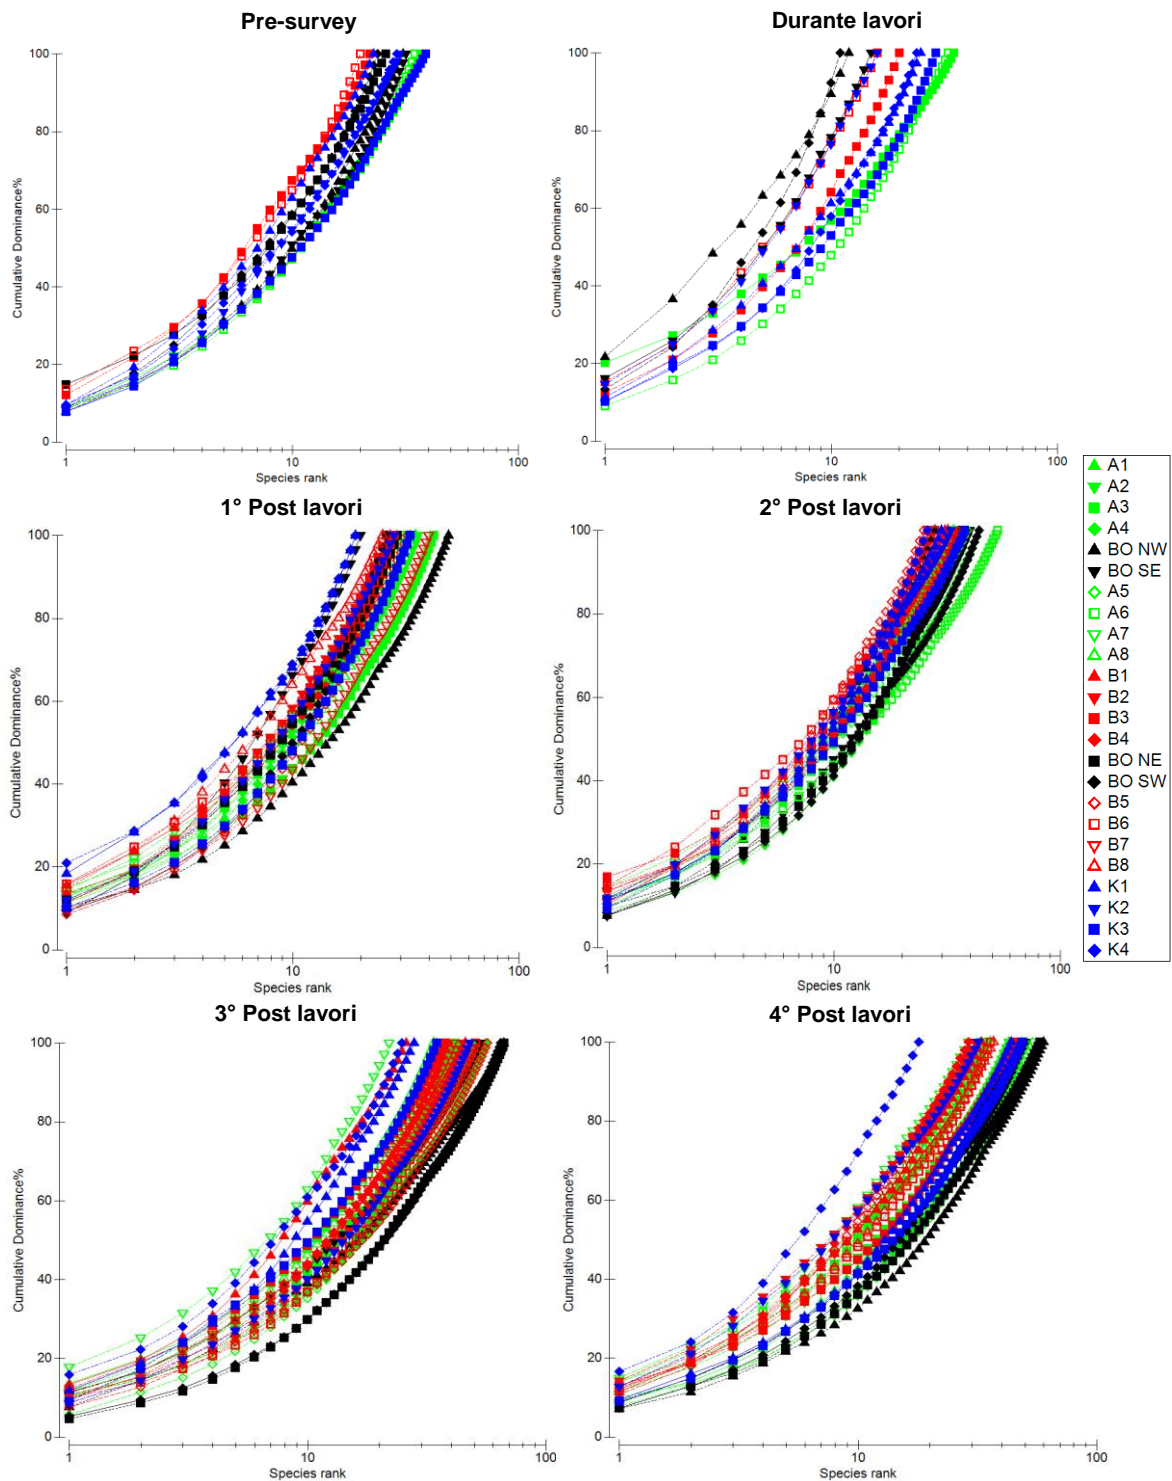 Pre-survey
100
80
60
40
20
0
Cumulative Dominance%
1
10
100
Species rank
Durante lavori
100
80
60
40
20
0
Cumulative Dominance%
1
10
100
Species rank
1° Post lavori
100
80
60
40
20
0
Cumulative Dominance%
1
10
100
Species rank
2° Post lavori
100
80
60
40
20
0
Cumulative Dominance%
1
10
100
Species rank
A1
A2
A3
A4
BO NW
BO SE
A5
A6
A7
A8
B1
B2
B3
B4
BO NE
BO SW
B5
B6
B7
B8
K1
K2
K3
K4
3° Post lavori
100
80
60
40
20
0
Cumulative Dominance%
1
10
100
Species rank
4° Post lavori
100
80
60
40
20
0
Cumulative Dominance%
1
10
100
Species rank